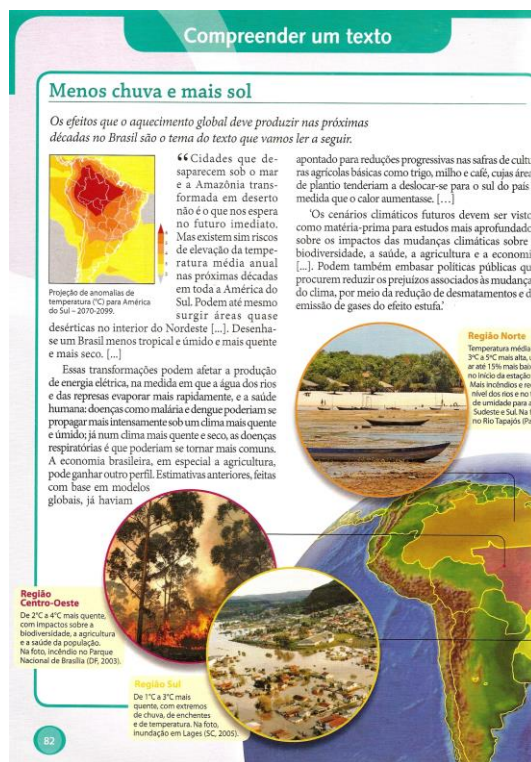 Compreender um texto
Menos chuva e mais sol
Os efeitos que o aquecimento global deve produzir nas próximas
décadas no Brasil são o tema do texto que vamos ler a seguir.
Projeção de anomalias de
temperatura (°C) para América
do Sul – 2070-2099.
“Cidades que de-
saparecem sob o mar
e a Amazônia trans-
formada em deserto
não é o que nos espera
no futuro imediato.
Mas existem sim riscos
de elevação da tempe-
ratura média anual
nas próximas décadas
em toda a América do
Sul. Podem até mesmo
surgir áreas quase
desérticas no interior do Nordeste [...]. Desenha-
se um Brasil menos tropical e úmido e mais quente
e mais seco. [...]
Essas transformações podem afetar a produção
de energia elétrica, na medida em que a água dos rios
e das represas evaporar mais rapidamente, e a saúde
humana: doenças como malária e dengue poderiam se
propagar mais intensamente sob um clima mais quente
e úmido; já num clima mais quente e seco, as doenças
respiratórias é que poderiam se tornar mais comuns.
A economia brasileira, em especial a agricultura,
pode ganhar outro perfil. Estimativas anteriores, feitas
com base em modelos
globais, já haviam
apontado para reduções progressivas nas safras de cultu
ras agrícolas básicas como trigo, milho e café, cujas área
de plantio tenderiam a deslocar-se para o sul do país
medida que o calor aumentasse. [...]
‘Os cenários climáticos futuros devem ser visto
como matéria-prima para estudos mais aprofundado
sobre os impactos das mudanças climáticas sobre
biodiversidade, a saúde, a agricultura e a economi
[...]. Podem também embasar políticas públicas qu
procurem reduzir os prejuízos associados às mudança
do clima, por meio da redução de desmatamentos e d
emissão de gases do efeito estufa.’
Região Norte
Temperatura média
3°C a 5°C mais alta,
ar até 15% mais baix
no início da estação
Mais incêndios e re
nível dos rios e no
de umidade para a
Sudeste e Sul. Na f
no Rio Tapajós (Pa
Região
Centro-Oeste
De 2°C a 4°C mais quente,
com impactos sobre a
biodiversidade, a agricultura
e a saúde da população.
Na foto, incêndio no Parque
Nacional de Brasília (DF, 2003).
Região Sul
De 1°C a 3°C mais
quente, com extremos
de chuva, de enchentes
e de temperatura. Na foto,
inundação em Lages (SC, 2005).
82